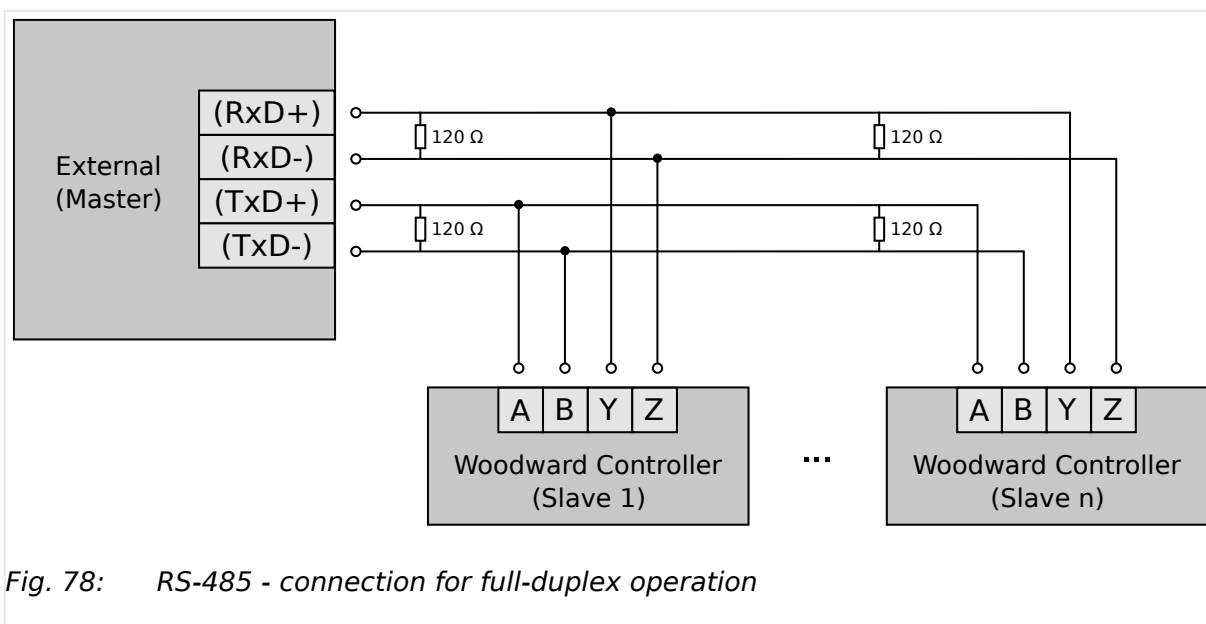 (RxD+)
120 Ω
120 Ω
(RxD-)
External
(Master)
(TxD+)
120 Ω
120 Ω
(TxD-)
A B Y Z
A B Y Z
Woodward Controller
(Slave 1)
...
Woodward Controller
(Slave n)
Fig. 78: RS-485 - connection for full-duplex operation